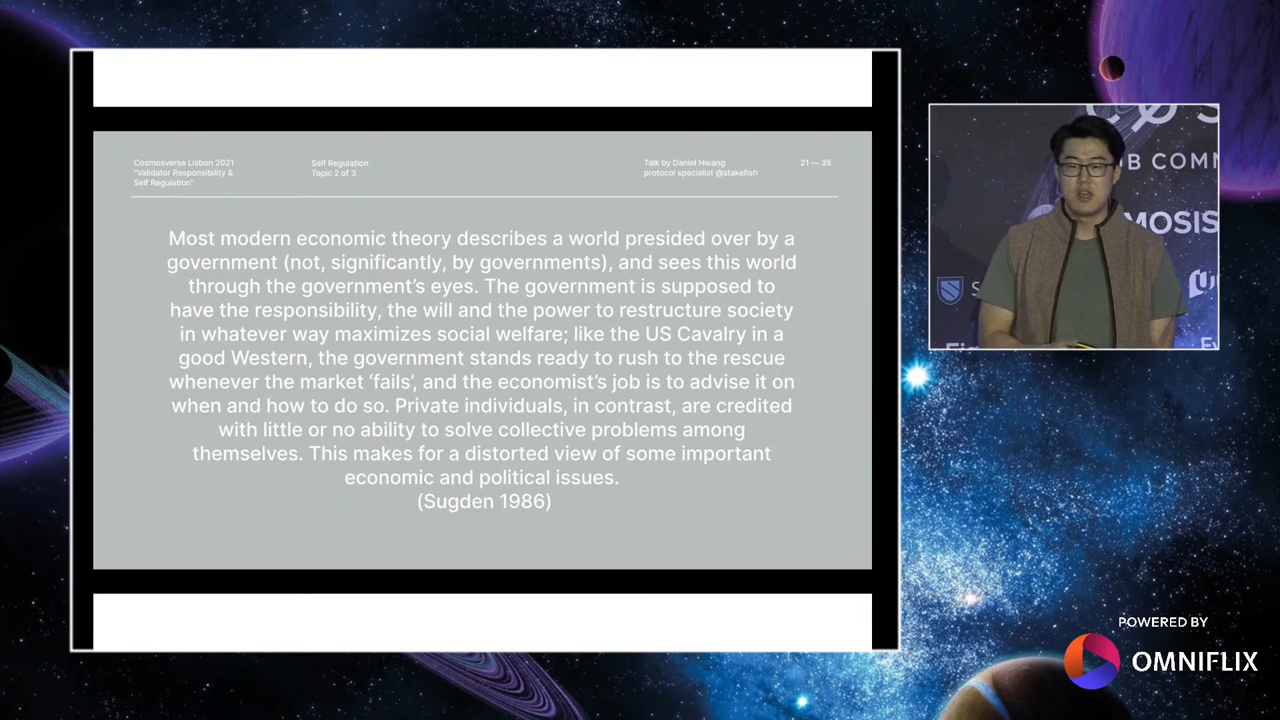 Cosmosverse Lisbon 2021
"Validator Responsibility &
Self Regulation"
Self Regulation
Topic 2 of 3
Talk by Daniel Hwang
protocol specialist @stakefish
21 — 35
Most modern economic theory describes a world presided over by a
government (not, significantly, by governments), and sees this world
through the government's eyes. The government is supposed to
have the responsibility, the will and the power to restructure society
in whatever way maximizes social welfare; like the US Cavalry in a
good Western, the government stands ready to rush to the rescue
whenever the market 'fails', and the economist's job is to advise it on
when and how to do so. Private individuals, in contrast, are credited
with little or no ability to solve collective problems among
themselves. This makes for a distorted view of some important
economic and political issues.
(Sugden 1986)
B COMM
MOSIS
POWERED BY
OMNIFLIX